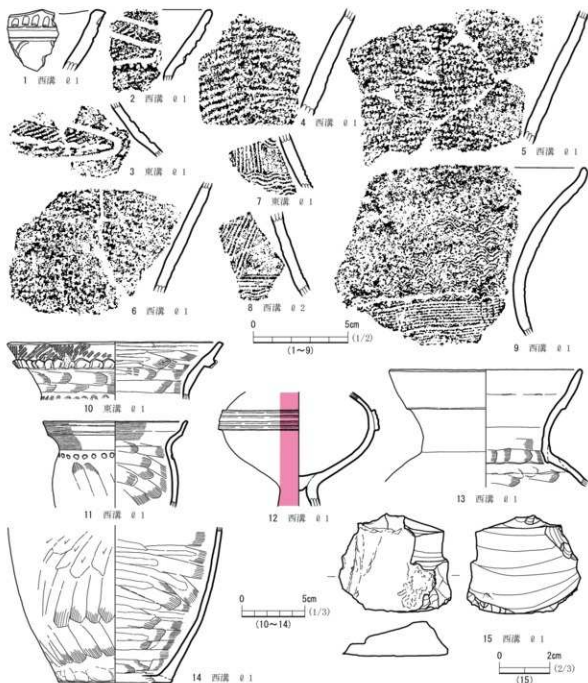 1 西溝 ℓ1
2 西溝 ℓ1
3 東溝 ℓ1
4 西溝 ℓ1
5 西溝 ℓ1
6 西溝 ℓ1
7 東溝 ℓ1
8 西溝 ℓ2
9 西溝 ℓ1
0 5cm
(1/2)
(1~9)
10 東溝 ℓ1
11 西溝 ℓ1
12 西溝 ℓ1
13 西溝 ℓ1
14 西溝 ℓ1
0 5cm
(1/3)
(10~14)
15 西溝 ℓ1
0 2cm
(2/3)
(15)